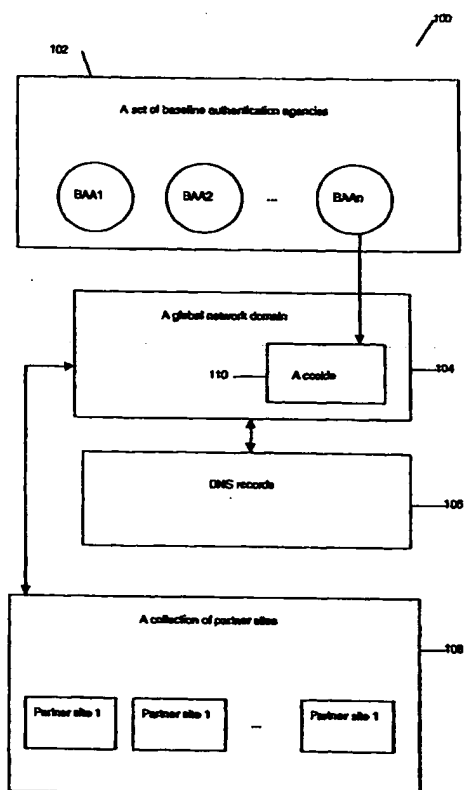 100
102
A set of baseline authentication agencies
BAA1 BAA2 ... BAAn
A global network domain
110 A cookie 104
DNS records
106
A collection of partner sites
108
Partner site 1 Partner site 1 ... Partner site 1